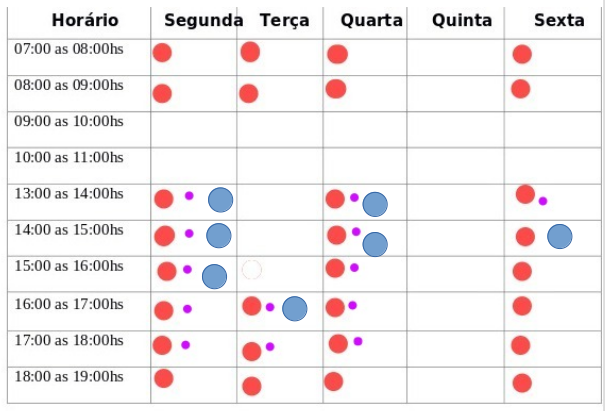 Horário Segunda Terça Quarta Quinta Sexta
07:00 as 08:00hs
08:00 as 09:00hs
09:00 as 10:00hs
10:00 as 11:00hs
13:00 as 14:00hs
14:00 as 15:00hs
15:00 as 16:00hs
16:00 as 17:00hs
17:00 as 18:00hs
18:00 as 19:00hs